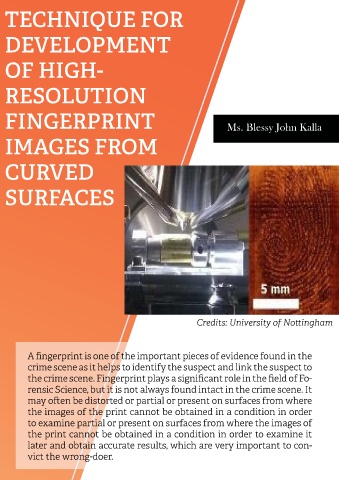 TECHNIQUE FOR
DEVELOPMENT
OF HIGH-
RESOLUTION
FINGERPRINT
IMAGES FROM
CURVED
SURFACES
Ms. Blessy John Kalla
5 mm
Credits: University of Nottingham
A fingerprint is one of the important pieces of evidence found in the
crime scene as it helps to identify the suspect and link the suspect to
the crime scene. Fingerprint plays a significant role in the field of Fo-
rensic Science, but it is not always found intact in the crime scene. It
may often be distorted or partial or present on surfaces from where
the images of the print cannot be obtained in a condition in order
to examine partial or present on surfaces from where the images of
the print cannot be obtained in a condition in order to examine it
later and obtain accurate results, which are very important to con-
vict the wrong-doer.